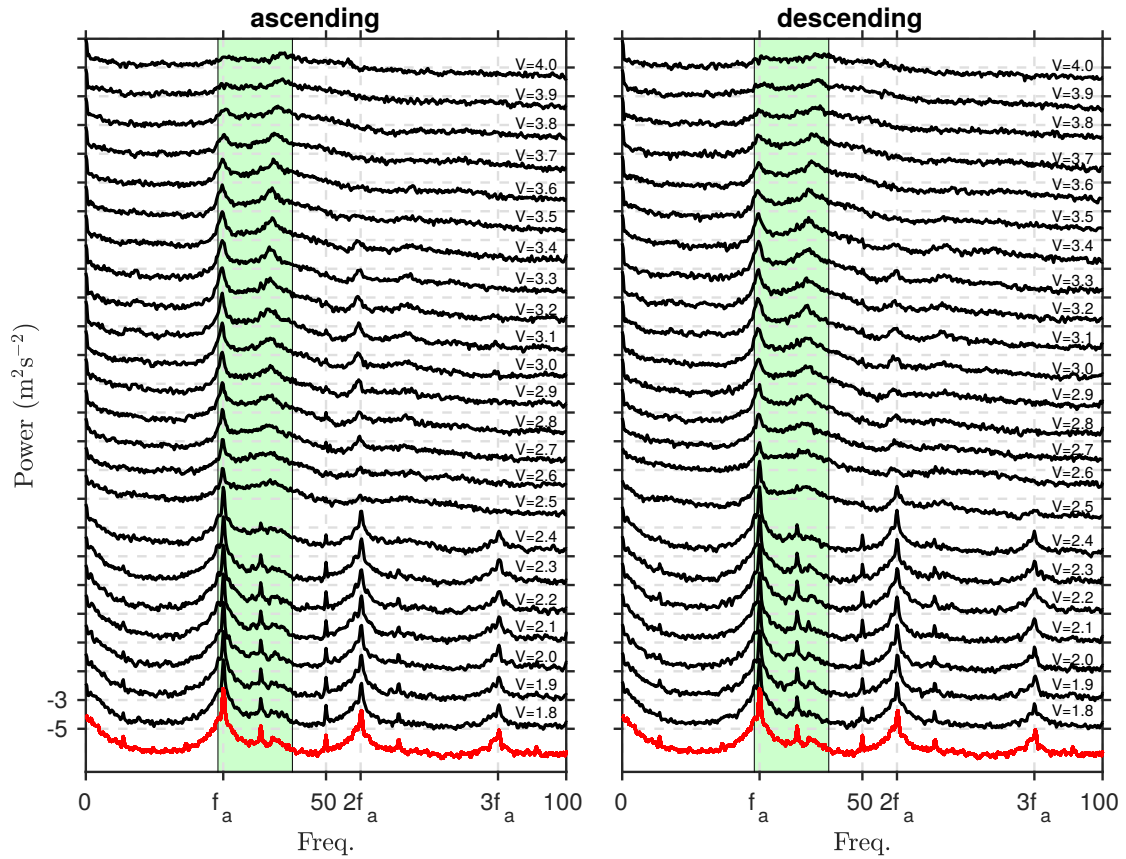 ascending
V=4.0
V=3.9
V=3.8
V=3.7
V=3.6
V=3.5
V=3.4
V=3.3
V=3.2
V=3.1
V=3.0
V=2.9
V=2.8
V=2.7
V=2.6
V=2.5
V=2.4
V=2.3
V=2.2
V=2.1
V=2.0
V=1.9
V=1.8
-3
-5
Power (m²s⁻²)
0 fₐ 50 2fₐ 3fₐ 100
Freq.
descending
V=4.0
V=3.9
V=3.8
V=3.7
V=3.6
V=3.5
V=3.4
V=3.3
V=3.2
V=3.1
V=3.0
V=2.9
V=2.8
V=2.7
V=2.6
V=2.5
V=2.4
V=2.3
V=2.2
V=2.1
V=2.0
V=1.9
V=1.8
0 fₐ 50 2fₐ 3fₐ 100
Freq.